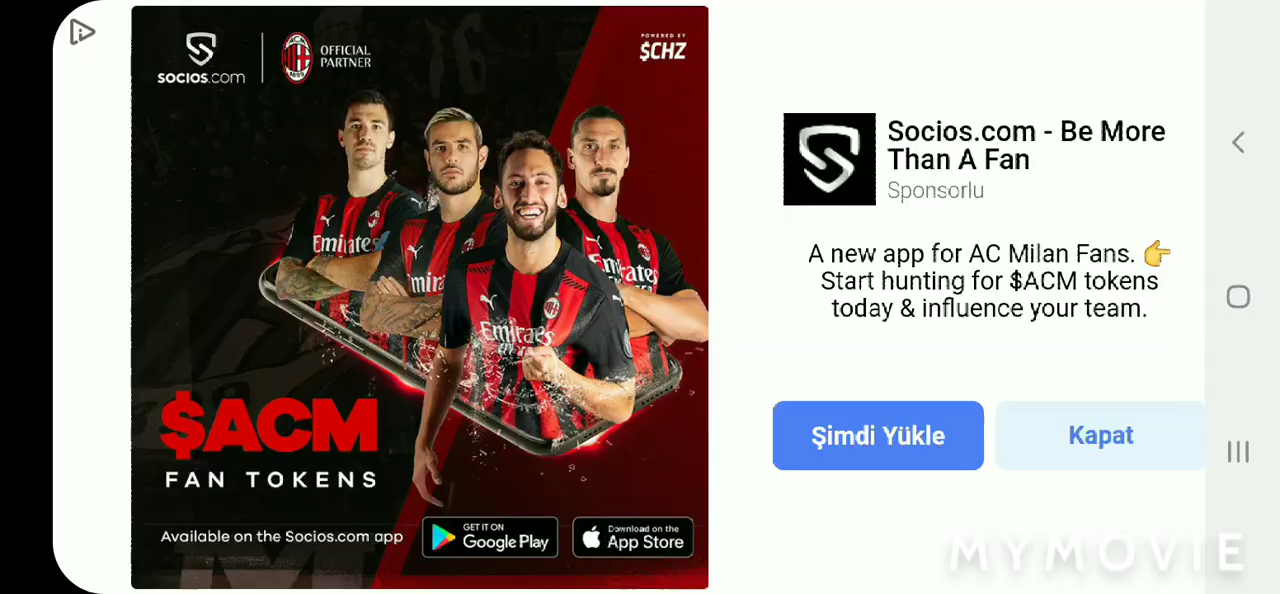 SOCIOS.com
OFFICIAL
PARTNER
POWERED BY
$CHZ
Emirates
Emirates
$ACM
FAN TOKENS
Available on the Socios.com app
GET IT ON
Google Play
Download on the
App Store
Socios.com - Be More
Than A Fan
Sponsorlu
A new app for AC Milan Fans. 👉
Start hunting for $ACM tokens
today & influence your team.
Şimdi Yükle
Kapat
MYMOVIE